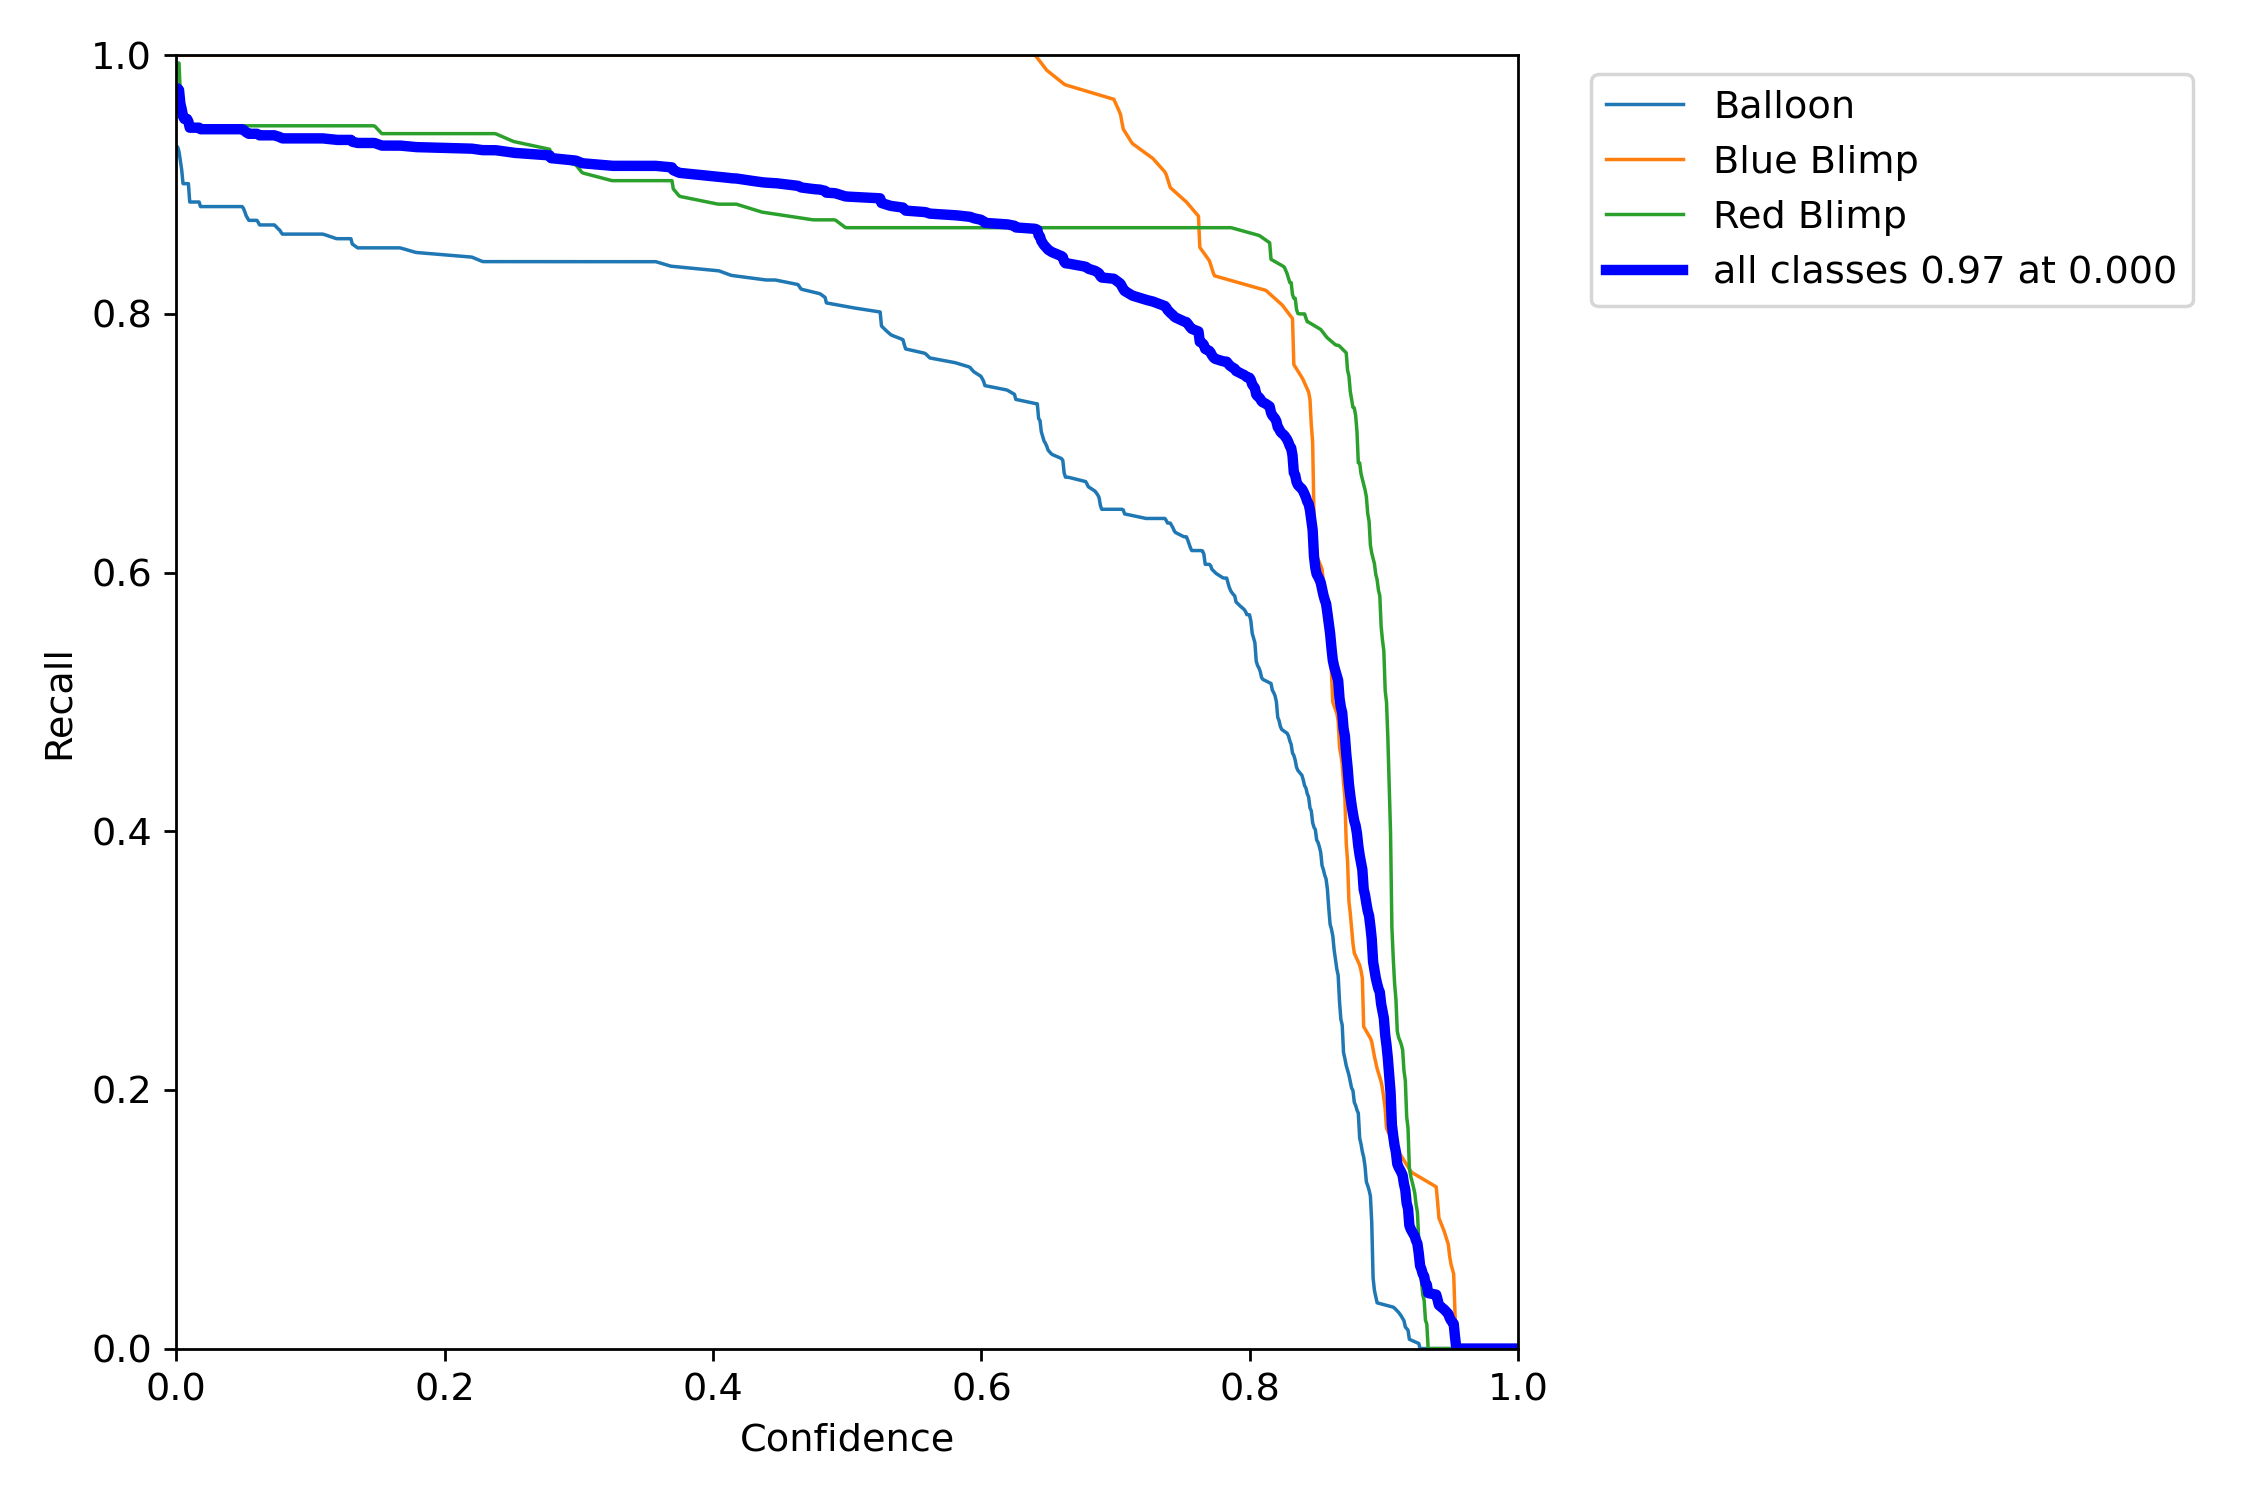 1.0
0.8
0.6
0.4
0.2
0.0
Recall
0.0 0.2 0.4 0.6 0.8 1.0
Confidence
Balloon
Blue Blimp
Red Blimp
all classes 0.97 at 0.000